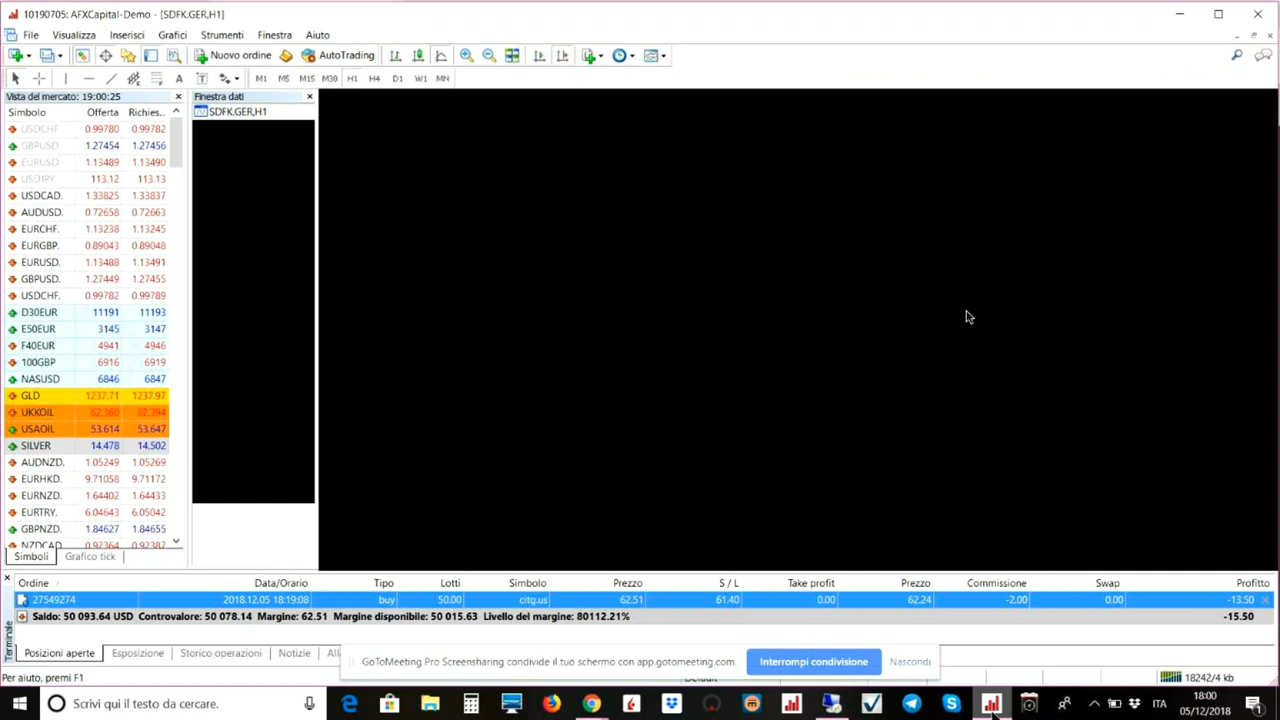 10190705: AFXCapital-Demo - [SDFK.GER,H1]
File Visualizza Inserisci Grafici Strumenti Finestra Aiuto
Nuovo ordine AutoTrading
A T M1 M5 M15 M30 H1 H4 D1 W1 MN
Vista del mercato: 19:00:25 Finestra dati
Simbolo Offerta Richies... SDFK.GER,H1
USDCHF 0.99780 0.99782
GBPUSD 1.27454 1.27456
EURUSD 1.13489 1.13490
USDJPY 113.12 113.13
USDCAD. 1.33825 1.33837
AUDUSD. 0.72658 0.72663
EURCHF. 1.13238 1.13245
EURGBP. 0.89043 0.89048
EURUSD. 1.13488 1.13491
GBPUSD. 1.27449 1.27455
USDCHF. 0.99782 0.99789
D30EUR 11191 11193
E50EUR 3145 3147
F40EUR 4941 4946
100GBP 6916 6919
NASUSD 6846 6847
GLD 1237.71 1237.97
UKKOIL 62.360 62.394
USAOIL 53.614 53.647
SILVER 14.478 14.502
AUDNZD. 1.05249 1.05269
EURHKD. 9.71058 9.71172
EURNZD. 1.64402 1.64433
EURTRY. 6.04643 6.05042
GBPNZD. 1.84627 1.84655
NZDCAD 0.92364 0.92387
Simboli Grafico tick
Ordine Data/Orario Tipo Lotti Simbolo Prezzo S / L Take profit Prezzo Commissione Swap Profitto
27549274 2018.12.05 18:19:08 buy 50.00 citg.us 62.51 61.40 0.00 62.24 -2.00 0.00 -13.50
Saldo: 50 093.64 USD Controvalore: 50 078.14 Margine: 62.51 Margine disponibile: 50 015.63 Livello del margine: 80112.21% -15.50
Terminale
Posizioni aperte Esposizione Storico operazioni Notizie
GoToMeeting Pro Screensharing condivide il tuo schermo con app.gotomeeting.com. Interrompi condivisione Nascondi
Per aiuto, premi F1 Default 18242/4 kb
Scrivi qui il testo da cercare. ITA 18:00
05/12/2018 1